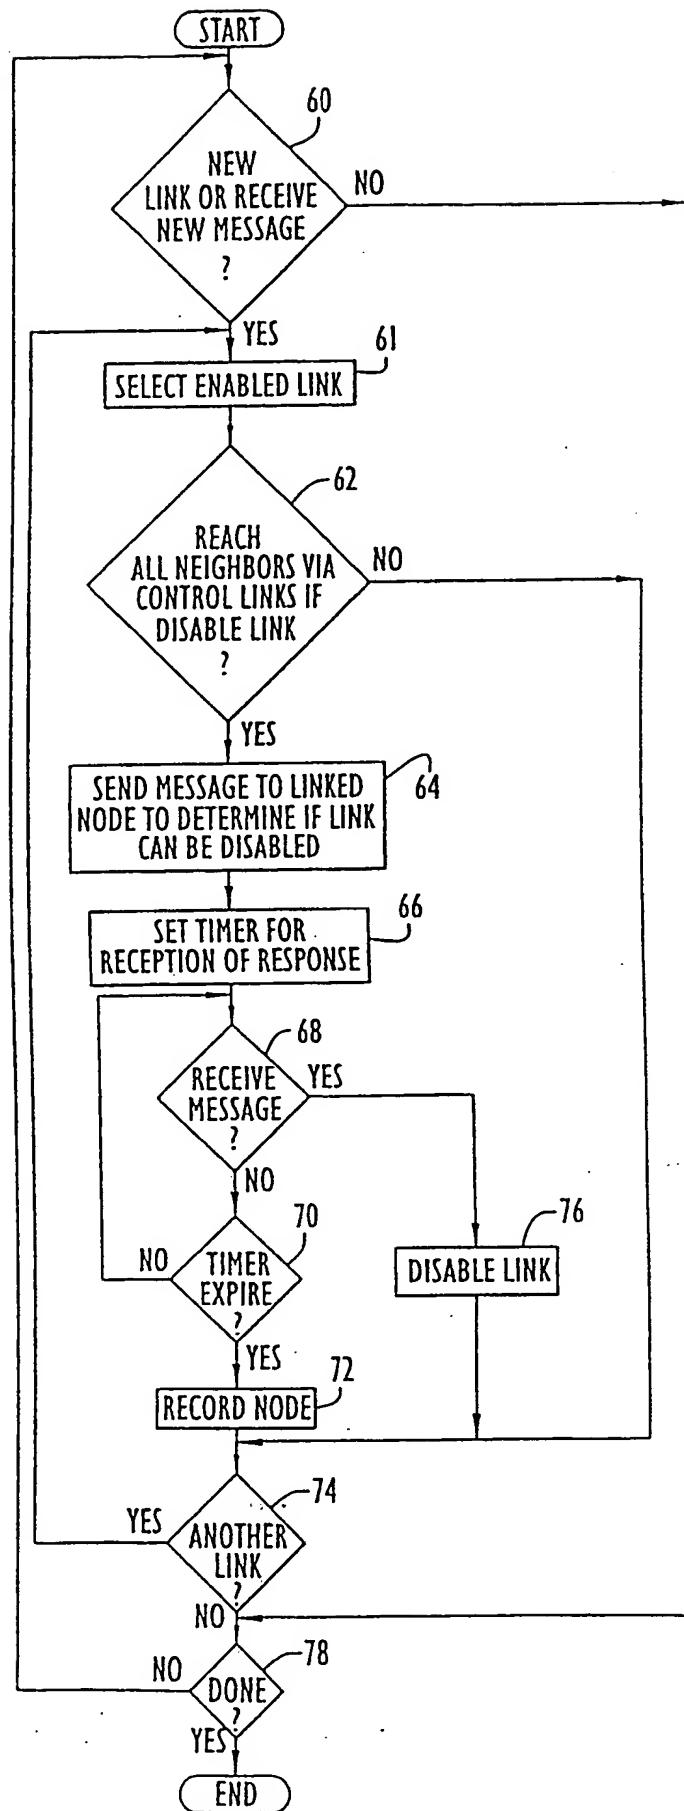 START
60
NEW
LINK OR RECEIVE
NEW MESSAGE
?
NO
YES
61
SELECT ENABLED LINK
62
REACH
ALL NEIGHBORS VIA
CONTROL LINKS IF
DISABLE LINK
?
NO
YES
SEND MESSAGE TO LINKED
NODE TO DETERMINE IF LINK
CAN BE DISABLED
64
66
SET TIMER FOR
RECEPTION OF RESPONSE
68
RECEIVE
MESSAGE
?
YES
NO
70
NO
TIMER
EXPIRE
?
76
DISABLE LINK
YES
72
RECORD NODE
74
YES
ANOTHER
LINK
?
NO
78
NO
DONE
?
YES
END